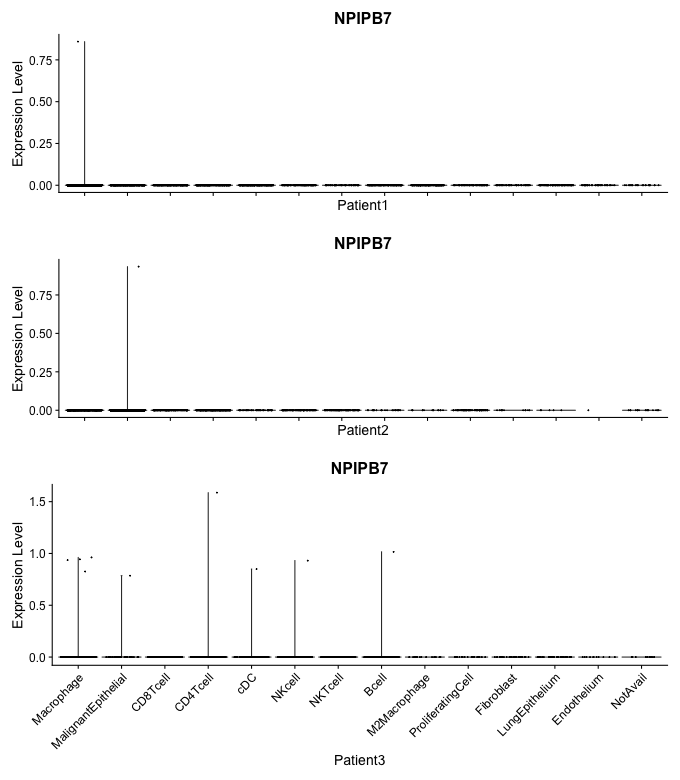 NPIPB7
Expression Level
0.75
0.50
0.25
0.00
Patient1
NPIPB7
Expression Level
0.75
0.50
0.25
0.00
Patient2
NPIPB7
Expression Level
1.5
1.0
0.5
0.0
Macrophage
MalignantEpithelial
CD8Tcell
CD4Tcell
cDC
NKcell
NKTcell
Bcell
M2Macrophage
ProliferatingCell
Fibroblast
LungEpithelium
Endothelium
NotAvail
Patient3